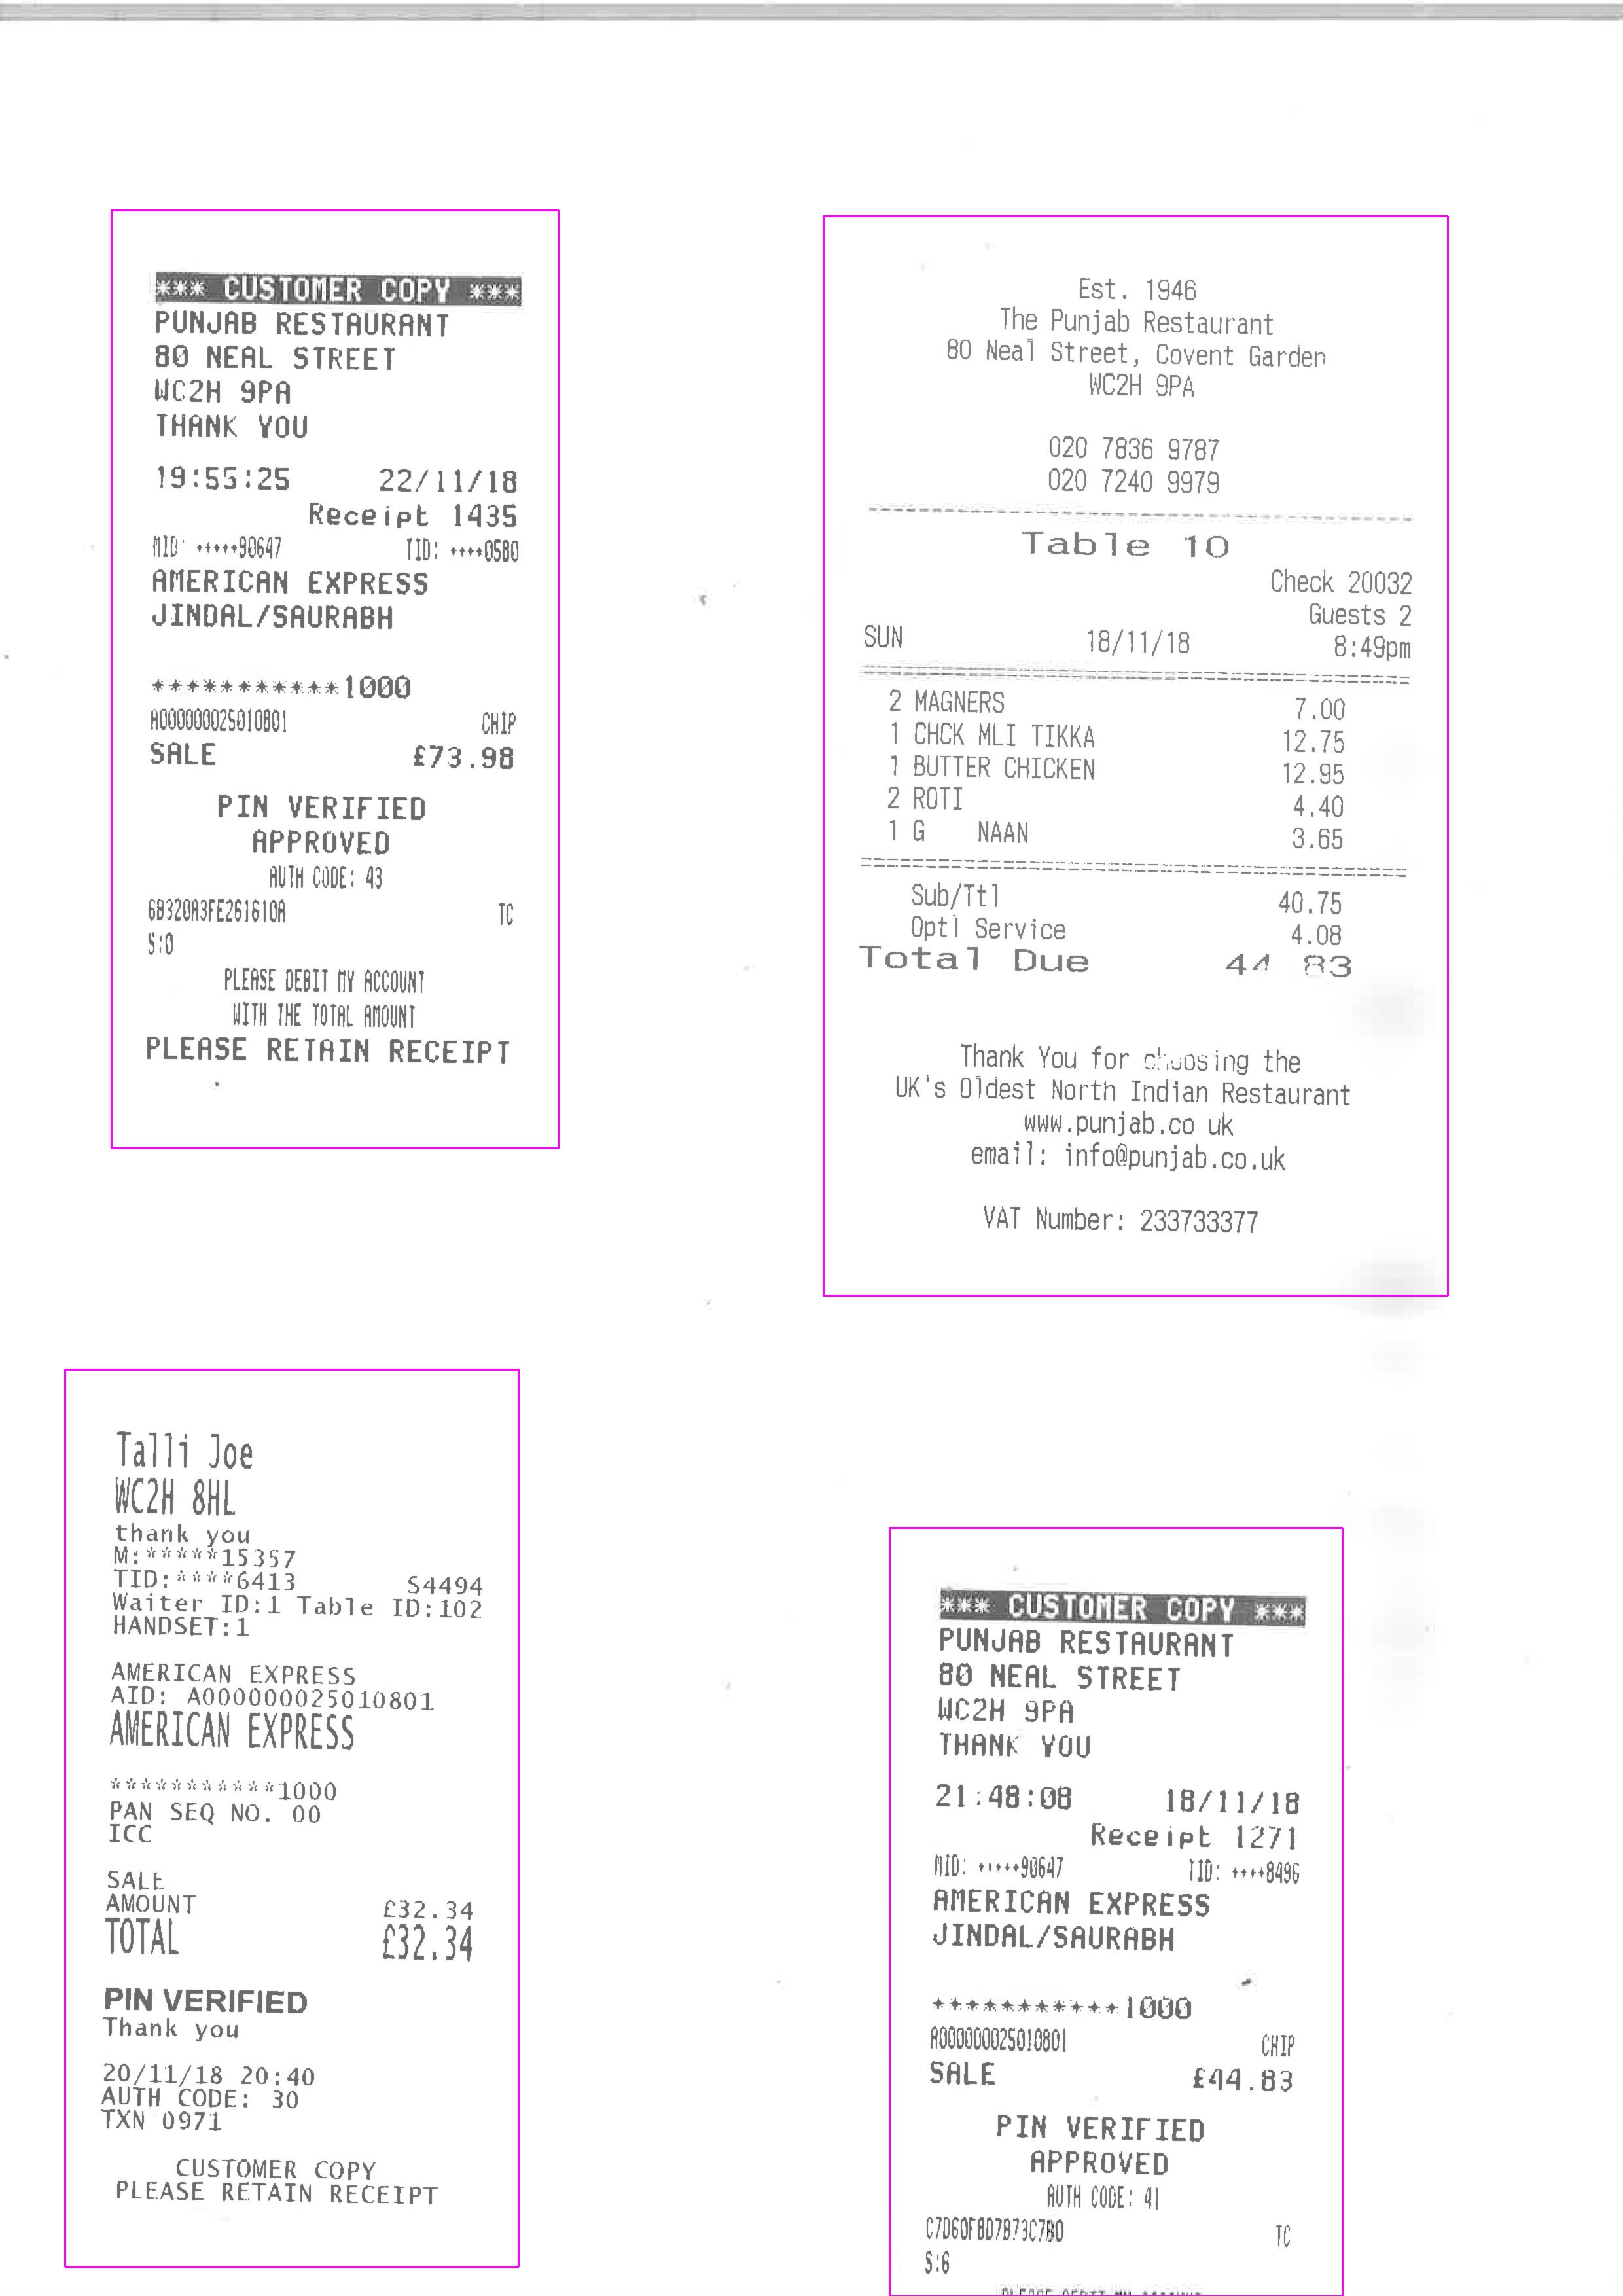 *** CUSTOMER COPY ***
PUNJAB RESTAURANT
80 NEAL STREET
WC2H 9PA
THANK YOU
19:55:25 22/11/18
Receipt 1435
MID: *****90647 TID: ****0580
AMERICAN EXPRESS
JINDAL/SAURABH
***********1000
A000000025010801 CHIP
SALE £73.98
PIN VERIFIED
APPROVED
AUTH CODE: 43
6B320A3FE261610A TC
S:0
PLEASE DEBIT MY ACCOUNT
WITH THE TOTAL AMOUNT
PLEASE RETAIN RECEIPT
Est. 1946
The Punjab Restaurant
80 Neal Street, Covent Garden
WC2H 9PA
020 7836 9787
020 7240 9979
Table 10
Check 20032
Guests 2
SUN 18/11/18 8:49pm
2 MAGNERS 7.00
1 CHCK MLI TIKKA 12.75
1 BUTTER CHICKEN 12.95
2 ROTI 4.40
1 G NAAN 3.65
Sub/Ttl 40.75
Optl Service 4.08
Total Due 44 83
Thank You for choosing the
UK's Oldest North Indian Restaurant
www.punjab.co uk
email: info@punjab.co.uk
VAT Number: 233733377
Talli Joe
WC2H 8HL
thank you
M:*****15357
TID:****6413 S4494
Waiter ID:1 Table ID:102
HANDSET:1
AMERICAN EXPRESS
AID: A000000025010801
AMERICAN EXPRESS
***********1000
PAN SEQ NO. 00
ICC
SALE
AMOUNT £32.34
TOTAL £32.34
PIN VERIFIED
Thank you
20/11/18 20:40
AUTH CODE: 30
TXN 0971
CUSTOMER COPY
PLEASE RETAIN RECEIPT
*** CUSTOMER COPY ***
PUNJAB RESTAURANT
80 NEAL STREET
WC2H 9PA
THANK YOU
21:48:08 18/11/18
Receipt 1271
MID: *****90647 TID: ****8496
AMERICAN EXPRESS
JINDAL/SAURABH
***********1000
A000000025010801 CHIP
SALE £44.83
PIN VERIFIED
APPROVED
AUTH CODE: 41
C7D60F8D7B73C7B0 TC
S:6